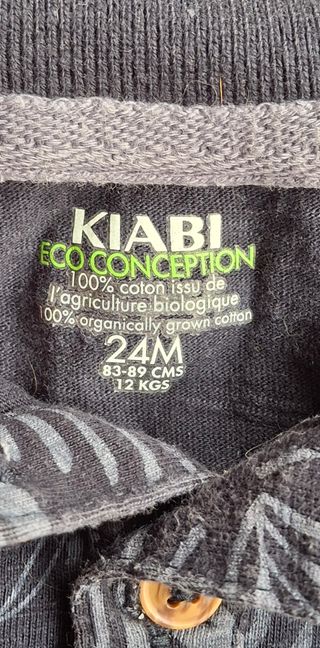 KIABI
ECO CONCEPTION
100% coton issu de
l'agriculture biologique
100% organically grown cotton
24M
83-89 CMS
12 KGS